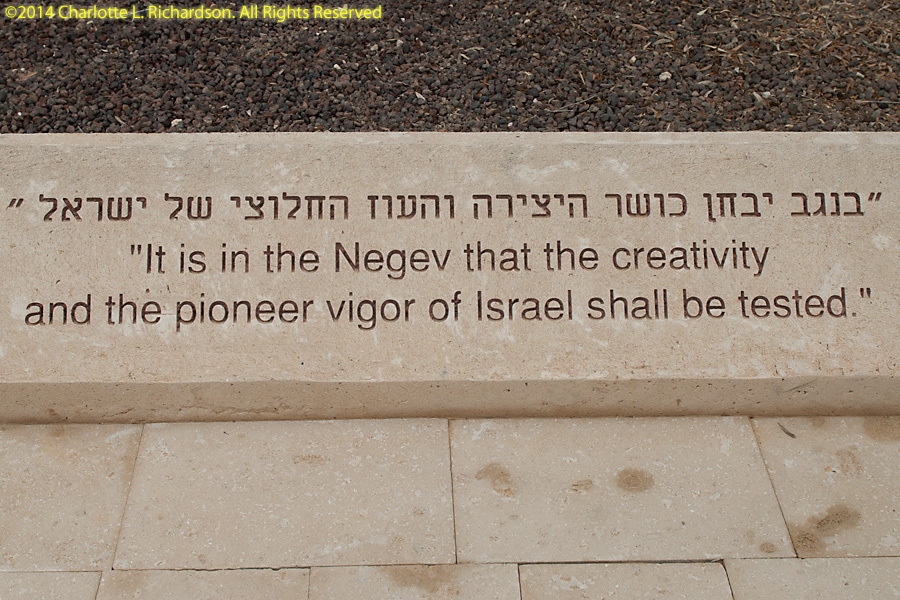 ©2014 Charlotte L. Richardson. All Rights Reserved
״בנגב יבחן כושר היצירה והעוז החלוצי של ישראל ״
"It is in the Negev that the creativity
and the pioneer vigor of Israel shall be tested."